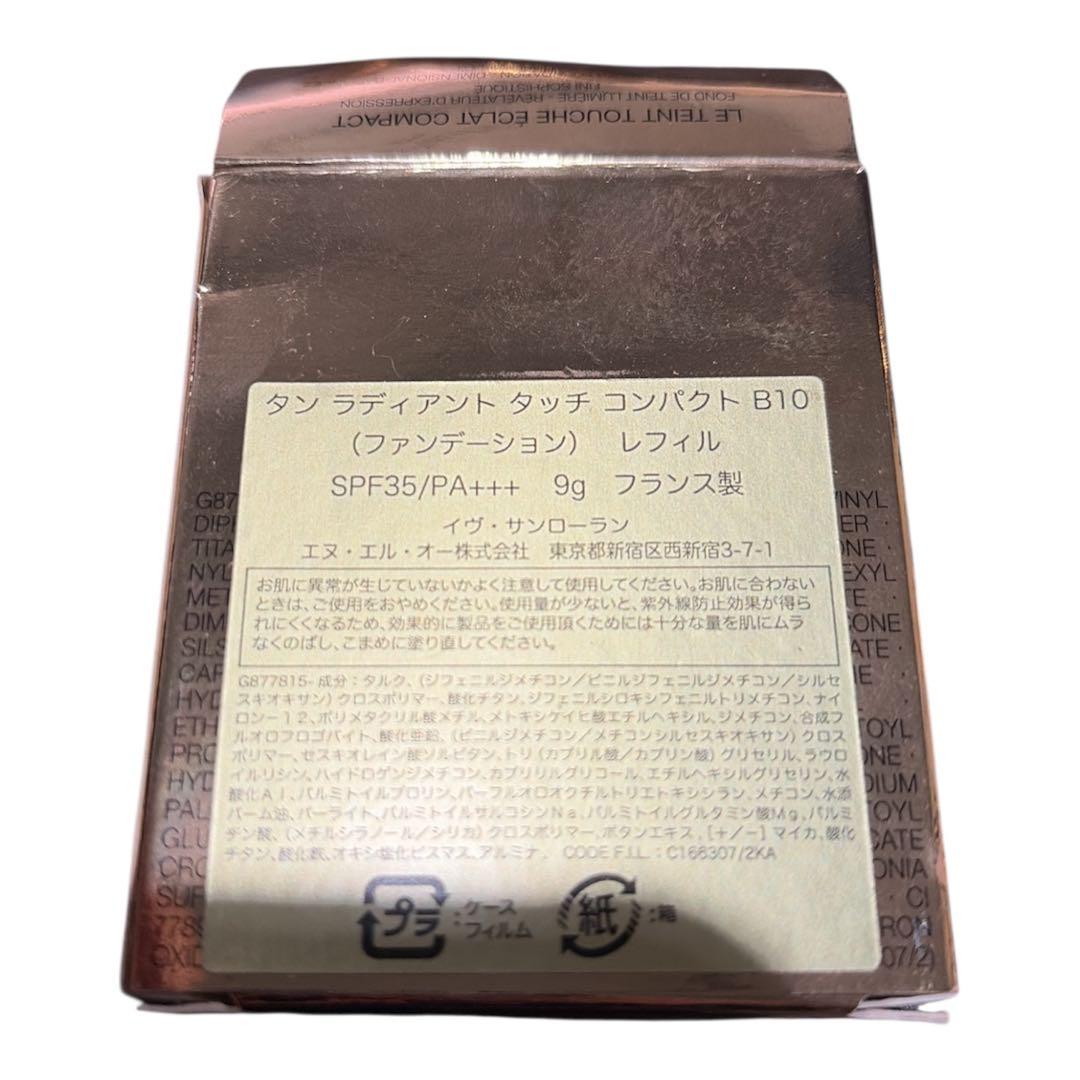 LE TEINT TOUCHE ÉCLAT COMPACT
FOND DE TEINT LUMIÈRE - RÉVÉLATEUR D'EXPRESSION
FINI SOPHISTIQUÉ
タン ラディアント タッチ コンパクト B10
（ファンデーション） レフィル
SPF35/PA+++ 9g フランス製
イヴ・サンローラン
エヌ・エル・オー株式会社 東京都新宿区西新宿3-7-1
お肌に異常が生じていないかよく注意して使用してください。お肌に合わない
ときは、ご使用をおやめください。使用量が少ないと、紫外線防止効果が得ら
れにくくなるため、効果的に製品をご使用頂くためには十分な量を肌にムラ
なくのばし、こまめに塗り直してください。
G877815- 成分：タルク、（ジフェニルジメチコン／ビニルジフェニルジメチコン／シルセ
スキオキサン）クロスポリマー、酸化チタン、ジフェニルシロキシフェニルトリメチコン、ナイ
ロン－１２、ポリメタクリル酸メチル、メトキシケイヒ酸エチルヘキシル、ジメチコン、合成フ
ルオロフロゴパイト、酸化亜鉛、（ビニルジメチコン／メチコンシルセスキオキサン）クロス
ポリマー、セスキオレイン酸ソルビタン、トリ（カプリル酸／カプリン酸）グリセリル、ラウロ
イルリシン、ハイドロゲンジメチコン、カプリリルグリコール、エチルヘキシルグリセリン、水
酸化Ａｌ、パルミトイルプロリン、パーフルオロオクチルトリエトキシシラン、メチコン、水添
パーム油、パーライト、パルミトイルサルコシンＮａ、パルミトイルグルタミン酸Ｍｇ、パルミ
チン酸、（メチルシラノール／シリカ）クロスポリマー、ボタンエキス、［＋／－］マイカ、酸化
チタン、酸化鉄、オキシ塩化ビスマス、アルミナ、 CODE F.I.L. : C166307/2KA
プラ :ケース
フィルム
紙 :箱